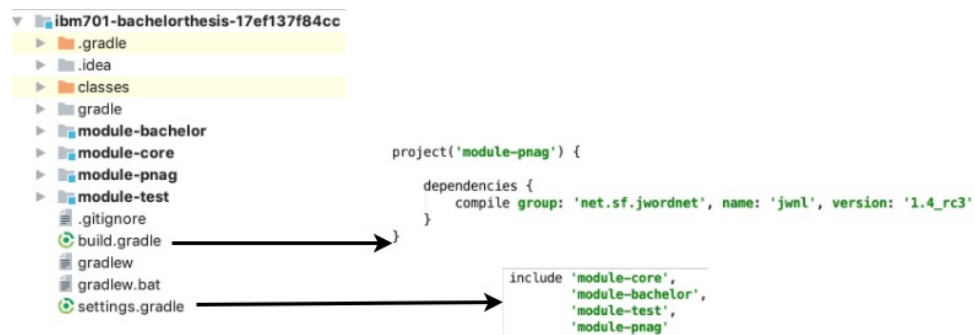 ibm701-bachelorthesis-17ef137f84cc
.gradle
.idea
classes
gradle
module-bachelor
module-core
module-pnag
module-test
.gitignore
build.gradle
gradlew
gradlew.bat
settings.gradle
project('module-pnag') {
dependencies {
compile group: 'net.sf.jwordnet', name: 'jwnl', version: '1.4_rc3'
}
}
include 'module-core',
'module-bachelor',
'module-test',
'module-pnag'